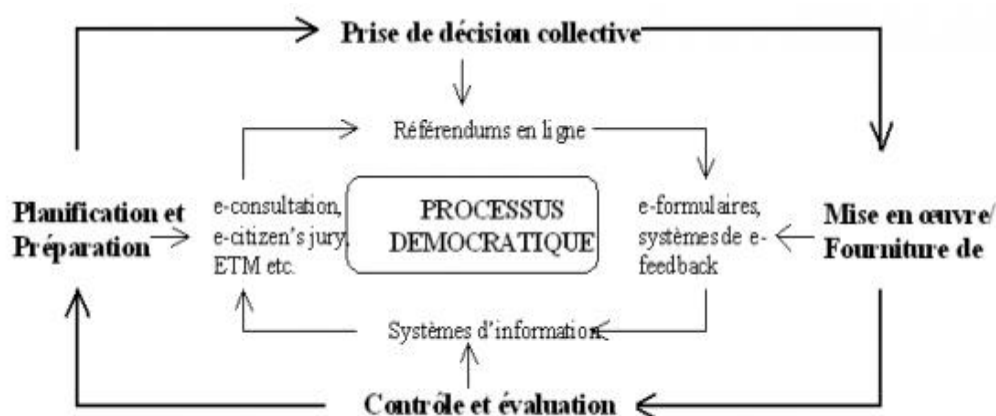 Prise de décision collective
Référendums en ligne
Planification et
Préparation
e-consultation,
e-citizen's jury,
ETM etc.
PROCESSUS
DEMOCRATIQUE
e-formulaires,
systèmes de e-
feedback
Mise en œuvre/
Fourniture de
Systèmes d'information
Contrôle et évaluation